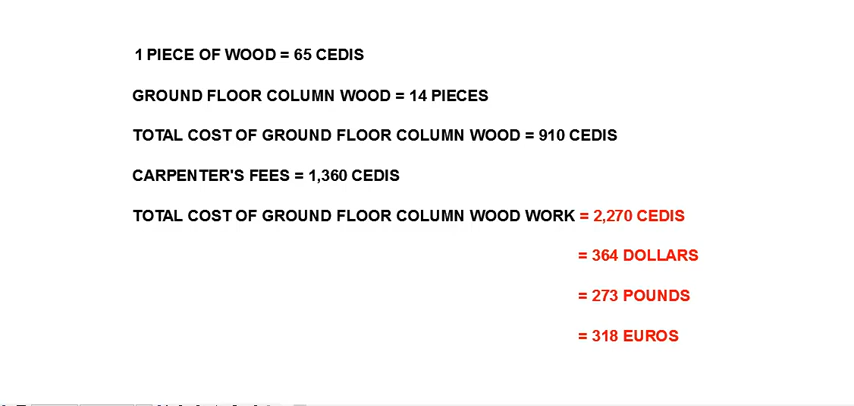 1 PIECE OF WOOD = 65 CEDIS
GROUND FLOOR COLUMN WOOD = 14 PIECES
TOTAL COST OF GROUND FLOOR COLUMN WOOD = 910 CEDIS
CARPENTER'S FEES = 1,360 CEDIS
TOTAL COST OF GROUND FLOOR COLUMN WOOD WORK = 2,270 CEDIS
= 364 DOLLARS
= 273 POUNDS
= 318 EUROS